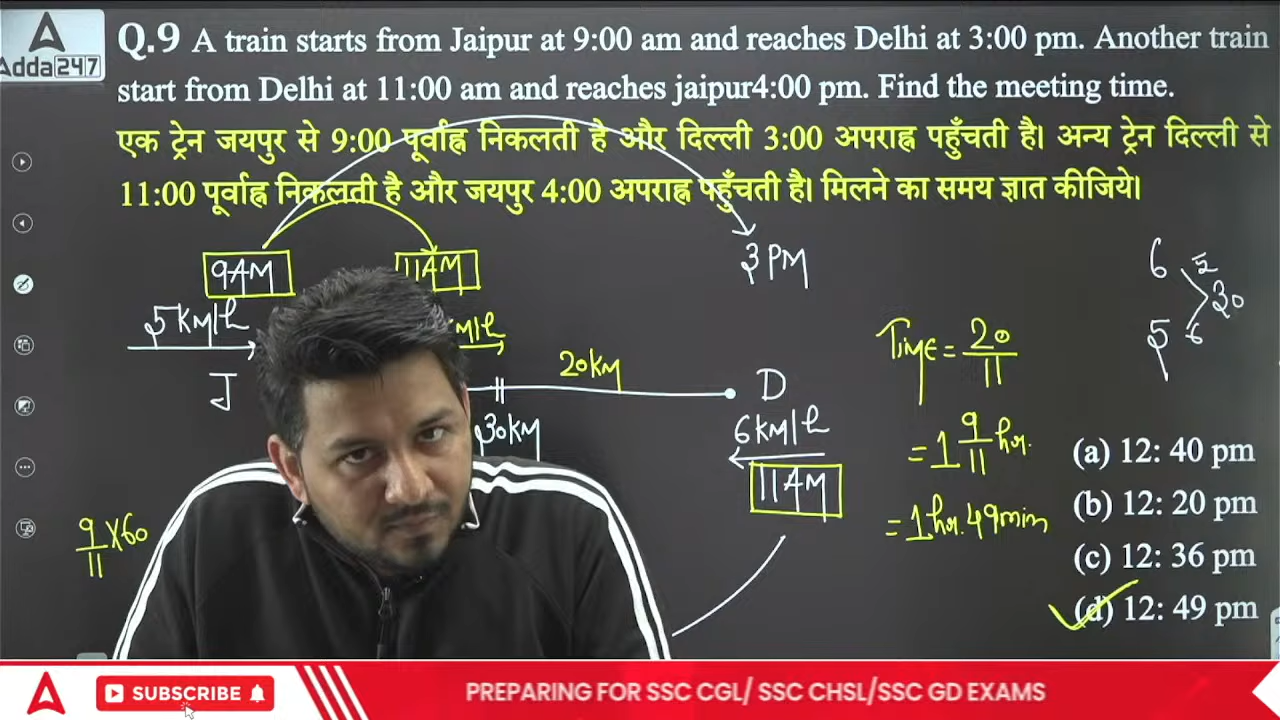 Adda247
Q.9 A train starts from Jaipur at 9:00 am and reaches Delhi at 3:00 pm. Another train
start from Delhi at 11:00 am and reaches jaipur4:00 pm. Find the meeting time.
एक ट्रेन जयपुर से 9:00 पूर्वाह्न निकलती है और दिल्ली 3:00 अपराह्न पहुँचती है। अन्य ट्रेन दिल्ली से
11:00 पूर्वाह्न निकलती है और जयपुर 4:00 अपराह्न पहुँचती है। मिलने का समय ज्ञात कीजिये।
9AM
11AM
3PM
5KM/h
M/h
J
20KM
D
30KM
6KM/h
11AM
6 5
30
5 6
Time = 20/11
= 1 9/11 hr.
= 1hr. 49min
9/11 X 60
(a) 12: 40 pm
(b) 12: 20 pm
(c) 12: 36 pm
(d) 12: 49 pm
SUBSCRIBE
PREPARING FOR SSC CGL/ SSC CHSL/SSC GD EXAMS